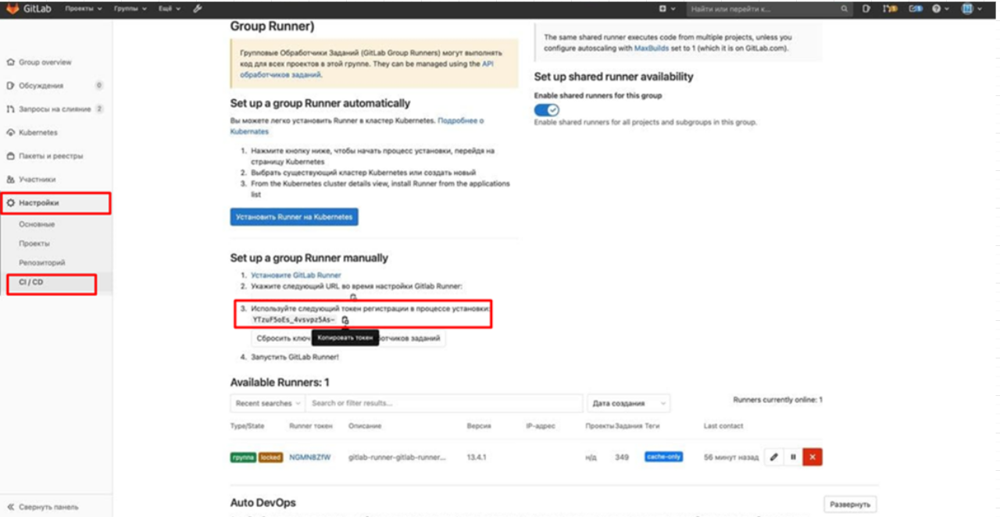 GitLab Проекты Группы Ещё Найти или перейти к...
Group overview
Обсуждения 0
Запросы на слияние 2
Kubernetes
Пакеты и реестры
Участники
Настройки
Основные
Проекты
Репозиторий
CI / CD
Свернуть панель
Group Runner)
Групповые Обработчики Заданий (GitLab Group Runners) могут выполнять
код для всех проектов в этой группе. They can be managed using the API
обработчиков заданий.
Set up a group Runner automatically
Вы можете легко установить Runner в кластер Kubernetes. Подробнее о
Kubernates
1. Нажмите кнопку ниже, чтобы начать процесс установки, перейдя на
страницу Kubernetes
2. Выбрать существующий кластер Kubernetes или создать новый
3. From the Kubernetes cluster details view, install Runner from the applications
list
Установить Runner на Kubernetes
Set up a group Runner manually
1. Установите GitLab Runner
2. Укажите следующий URL во время настройки Gitlab Runner:
3. Используйте следующий токен регистрации в процессе установки:
YTzuF5oEs_4vsvpz5As-
Сбросить ключ Копировать токен отчиков заданий
4. Запустить GitLab Runner!
The same shared runner executes code from multiple projects, unless you
configure autoscaling with MaxBuilds set to 1 (which it is on GitLab.com).
Set up shared runner availability
Enable shared runners for this group
Enable shared runners for all projects and subgroups in this group.
Available Runners: 1
Recent searches Search or filter results... Дата создания Runners currently online: 1
Type/State Runner токен Описание Версия IP-адрес Проекты Задания Теги Last contact
группа locked NGMN8ZfW gitlab-runner-gitlab-runner... 13.4.1 н/д 349 cache-only 56 минут назад
Auto DevOps Развернуть